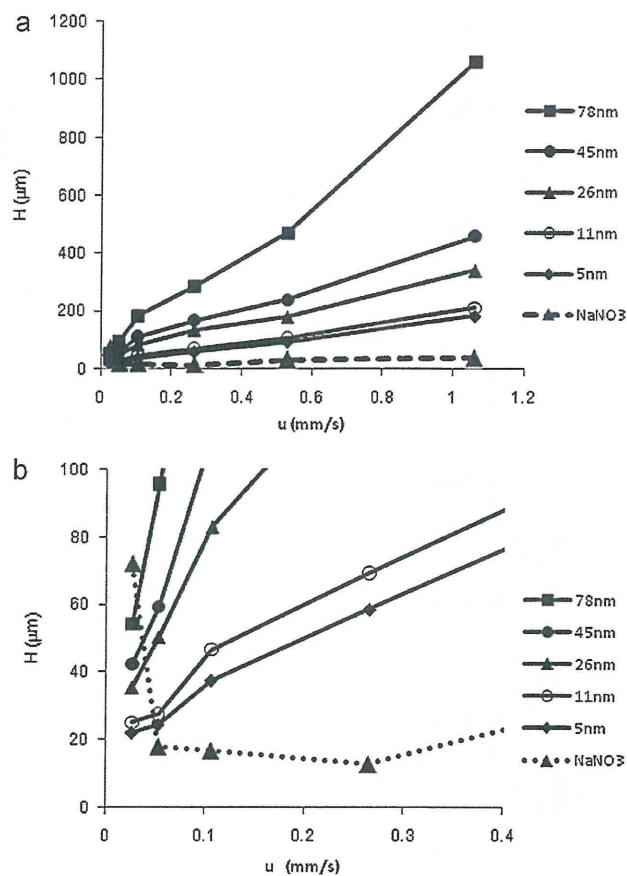 a
1200
1000
800
600
400
200
0
H (µm)
0 0.2 0.4 0.6 0.8 1 1.2
u (mm/s)
78nm
45nm
26nm
11nm
5nm
NaNO3
b
100
80
60
40
20
0
H (µm)
0 0.1 0.2 0.3 0.4
u (mm/s)
78nm
45nm
26nm
11nm
5nm
NaNO3